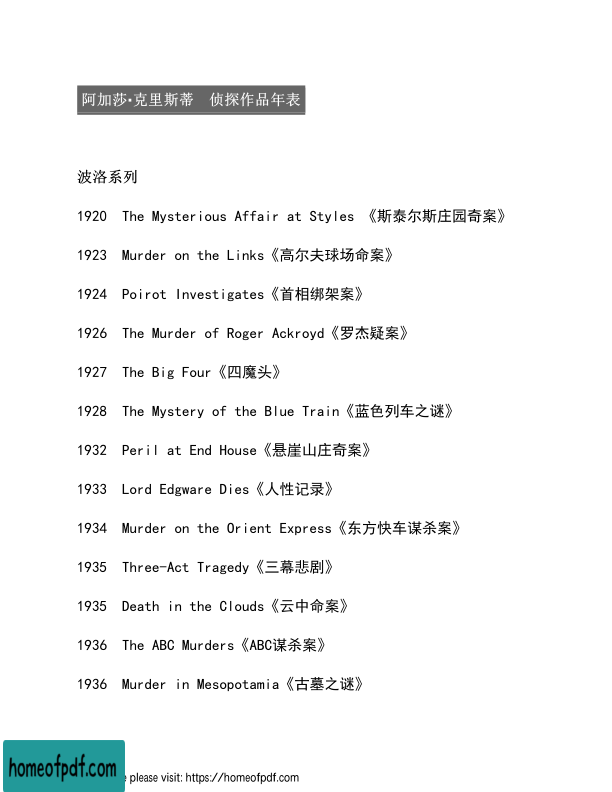 阿加莎•克里斯蒂　侦探作品年表
波洛系列
1920 The Mysterious Affair at Styles 《斯泰尔斯庄园奇案》
1923 Murder on the Links《高尔夫球场命案》
1924 Poirot Investigates《首相绑架案》
1926 The Murder of Roger Ackroyd《罗杰疑案》
1927 The Big Four《四魔头》
1928 The Mystery of the Blue Train《蓝色列车之谜》
1932 Peril at End House《悬崖山庄奇案》
1933 Lord Edgware Dies《人性记录》
1934 Murder on the Orient Express《东方快车谋杀案》
1935 Three-Act Tragedy《三幕悲剧》
1935 Death in the Clouds《云中命案》
1936 The ABC Murders《ABC谋杀案》
1936 Murder in Mesopotamia《古墓之谜》
homeofpdf.com
please visit: https://homeofpdf.com